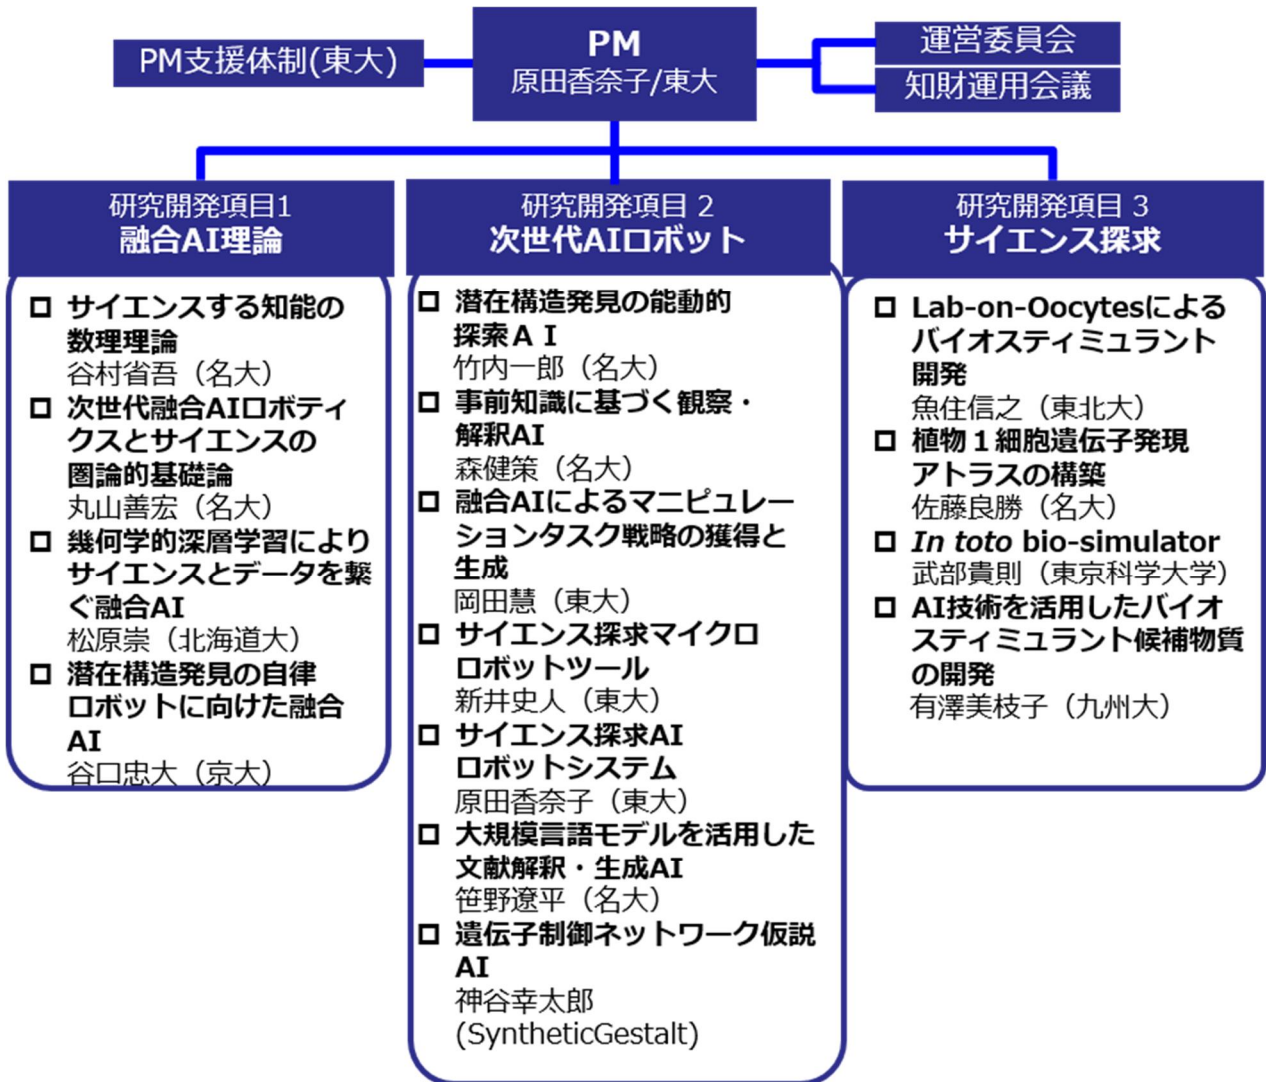 PM支援体制(東大)
PM
原田香奈子/東大
運営委員会
知財運用会議
研究開発項目1
融合AI理論
サイエンスする知能の
数理理論
谷村省吾（名大）
次世代融合AIロボティ
クスとサイエンスの
圏論的基礎論
丸山善宏（名大）
幾何学的深層学習により
サイエンスとデータを繋
ぐ融合AI
松原崇（北海道大）
潜在構造発見の自律
ロボットに向けた融合
AI
谷口忠大（京大）
研究開発項目 2
次世代AIロボット
潜在構造発見の能動的
探索ＡＩ
竹内一郎（名大）
事前知識に基づく観察・
解釈AI
森健策（名大）
融合AIによるマニピュレー
ションタスク戦略の獲得と
生成
岡田慧（東大）
サイエンス探求マイクロ
ロボットツール
新井史人（東大）
サイエンス探求AI
ロボットシステム
原田香奈子（東大）
大規模言語モデルを活用した
文献解釈・生成AI
笹野遼平（名大）
遺伝子制御ネットワーク仮説
AI
神谷幸太郎
(SyntheticGestalt)
研究開発項目 3
サイエンス探求
Lab-on-Oocytesによる
バイオスティミュラント
開発
魚住信之（東北大）
植物１細胞遺伝子発現
アトラスの構築
佐藤良勝（名大）
In toto bio-simulator
武部貴則（東京科学大学）
AI技術を活用したバイオ
スティミュラント候補物質
の開発
有澤美枝子（九州大）